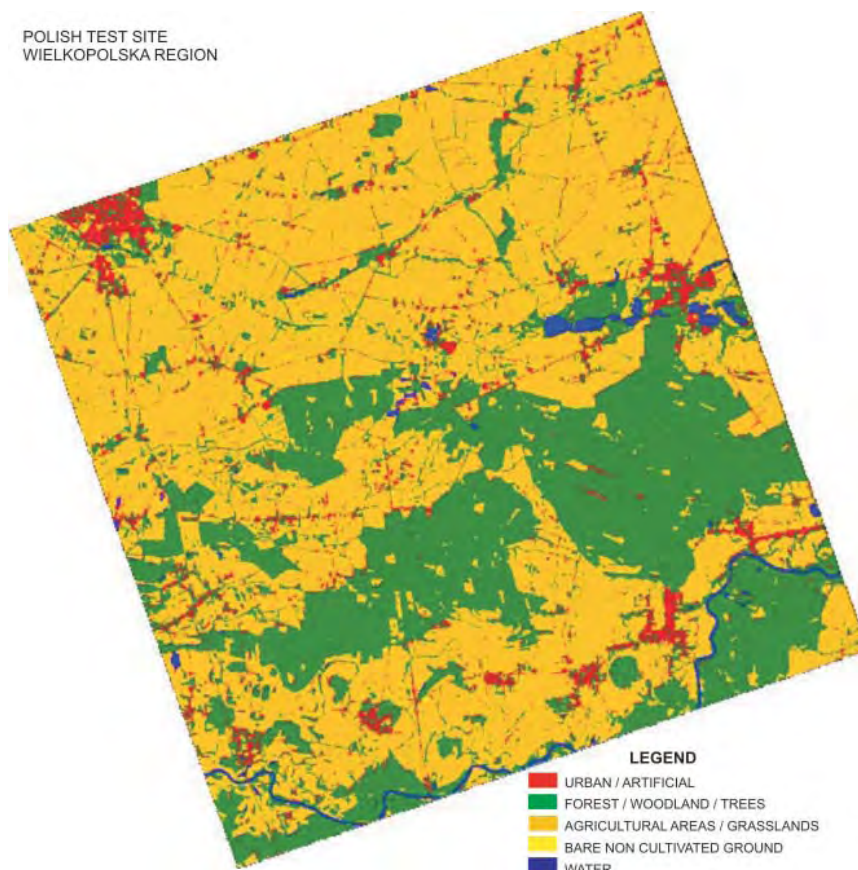 POLISH TEST SITE
WIELKOPOLSKA REGION
LEGEND
URBAN / ARTIFICIAL
FOREST / WOODLAND / TREES
AGRICULTURAL AREAS / GRASSLANDS
BARE NON CULTIVATED GROUND
WATER